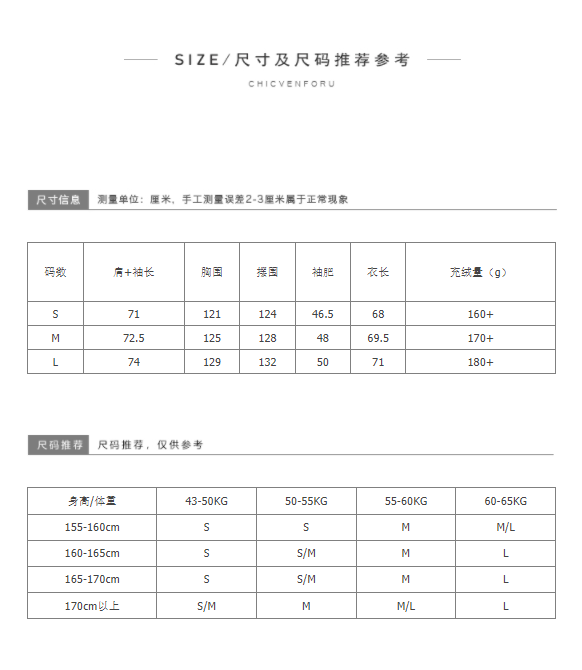 SIZE/尺寸及尺码推荐参考
CHICVENFORU
尺寸信息 测量单位：厘米，手工测量误差2-3厘米属于正常现象
码数 肩+袖长 胸围 摆围 袖肥 衣长 充绒量（g）
S 71 121 124 46.5 68 160+
M 72.5 125 128 48 69.5 170+
L 74 129 132 50 71 180+
尺码推荐 尺码推荐，仅供参考
身高/体重 43-50KG 50-55KG 55-60KG 60-65KG
155-160cm S S M M/L
160-165cm S S/M M L
165-170cm S S/M M L
170cm以上 S/M M M/L L